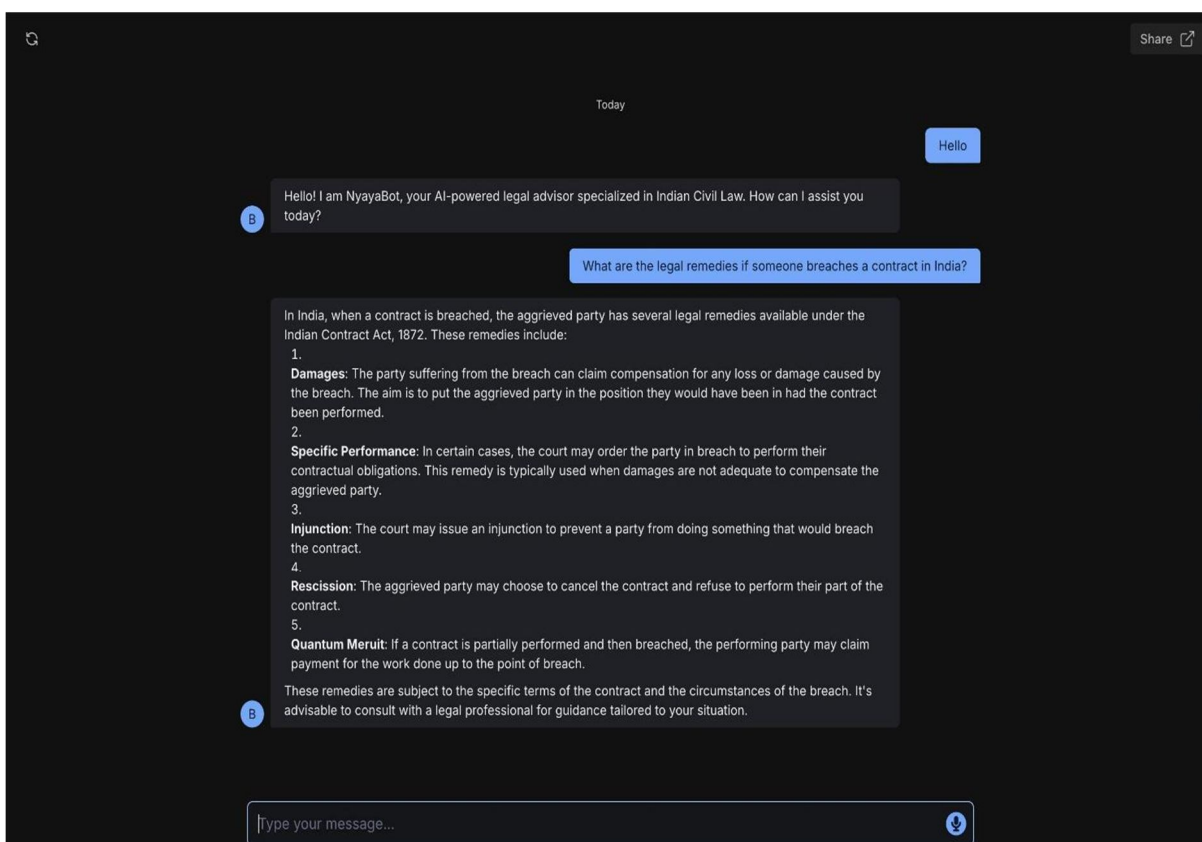 Share
Today
Hello
Hello! I am NyayaBot, your AI-powered legal advisor specialized in Indian Civil Law. How can I assist you
today?
B
What are the legal remedies if someone breaches a contract in India?
In India, when a contract is breached, the aggrieved party has several legal remedies available under the
Indian Contract Act, 1872. These remedies include:
1.
Damages: The party suffering from the breach can claim compensation for any loss or damage caused by
the breach. The aim is to put the aggrieved party in the position they would have been in had the contract
been performed.
2.
Specific Performance: In certain cases, the court may order the party in breach to perform their
contractual obligations. This remedy is typically used when damages are not adequate to compensate the
aggrieved party.
3.
Injunction: The court may issue an injunction to prevent a party from doing something that would breach
the contract.
4.
Rescission: The aggrieved party may choose to cancel the contract and refuse to perform their part of the
contract.
5.
Quantum Meruit: If a contract is partially performed and then breached, the performing party may claim
payment for the work done up to the point of breach.
These remedies are subject to the specific terms of the contract and the circumstances of the breach. It's
advisable to consult with a legal professional for guidance tailored to your situation.
B
Type your message...